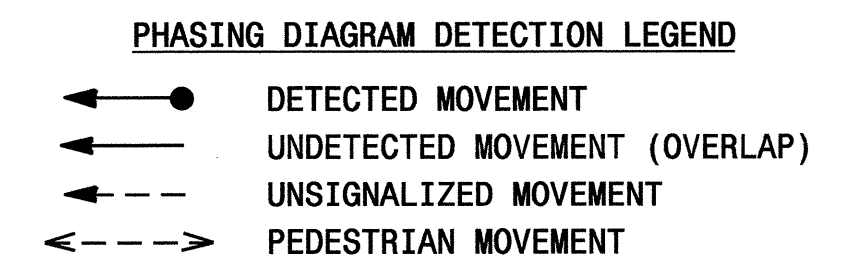 PHASING DIAGRAM DETECTION LEGEND
DETECTED MOVEMENT
UNDETECTED MOVEMENT (OVERLAP)
UNSIGNALIZED MOVEMENT
PEDESTRIAN MOVEMENT